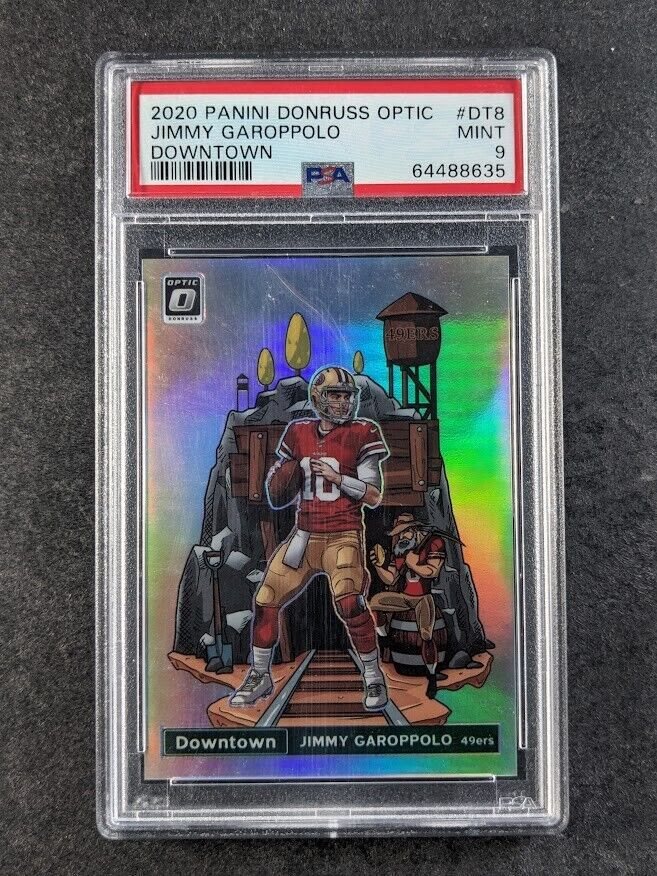 2020 PANINI DONRUSS OPTIC #DT8
JIMMY GAROPPOLO MINT
DOWNTOWN 9
PSA 64488635
OPTIC
O
DONRUSS
49ERS
10
Downtown JIMMY GAROPPOLO 49ers
PSA